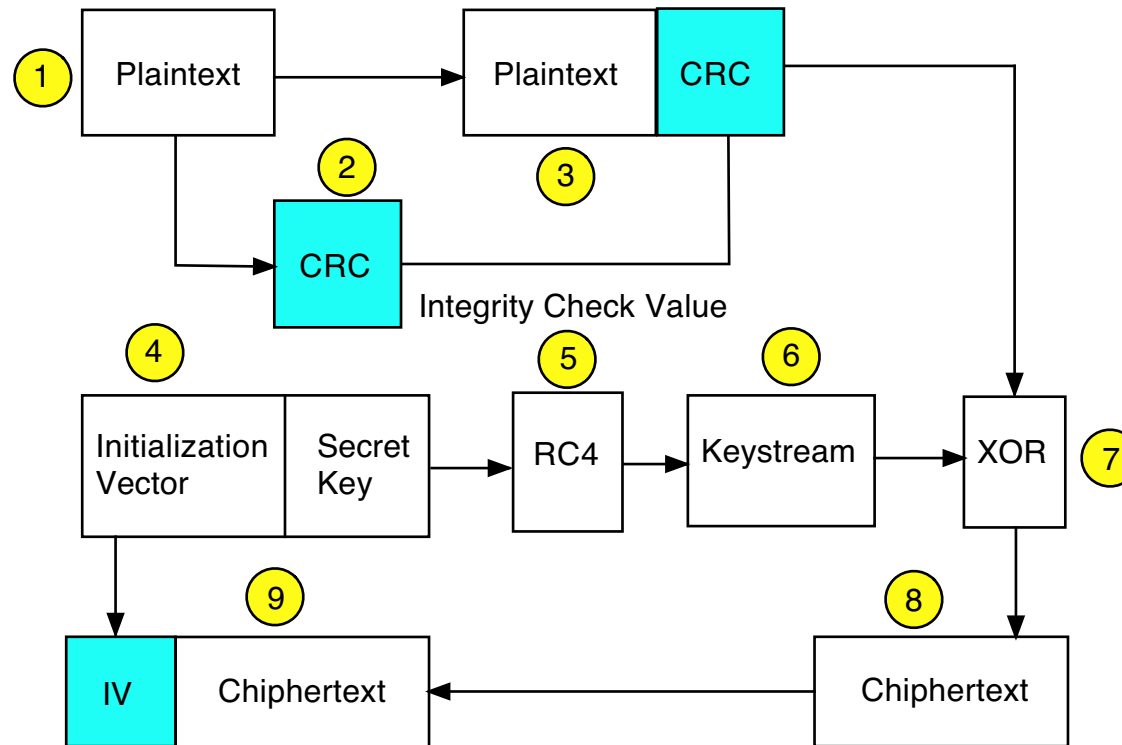 1
Plaintext
Plaintext
CRC
2
3
CRC
Integrity Check Value
4
5
6
Initialization
Vector
Secret
Key
RC4
Keystream
XOR
7
9
8
IV
Chiphertext
Chiphertext